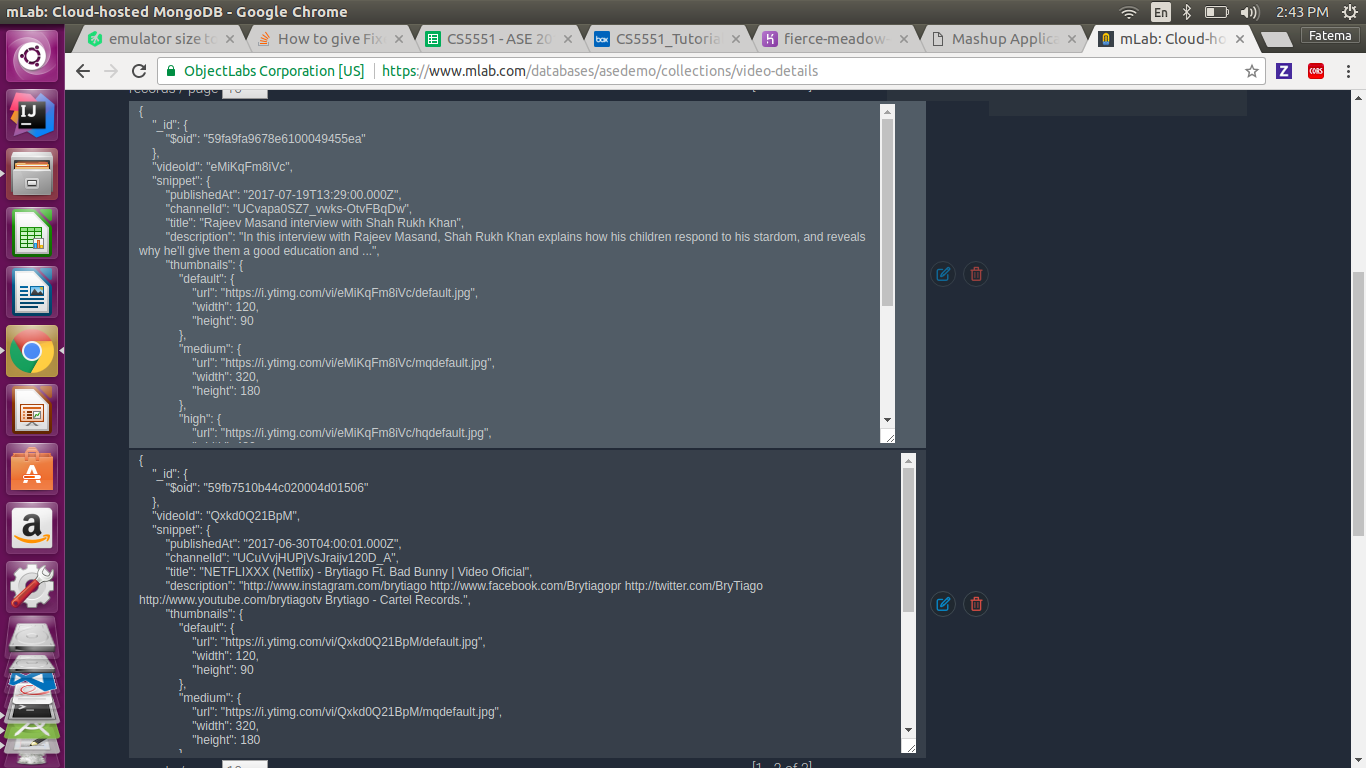 mLab: Cloud-hosted MongoDB - Google Chrome
En
2:43 PM
emulator size to
How to give Fixi
CS5551 - ASE 20
CS5551_Tutoria
fierce-meadow-
Mashup Applica
mLab: Cloud-ho
Fatema
ObjectLabs Corporation [US]
https://www.mlab.com/databases/asedemo/collections/video-details
records / page
{
"_id": {
"$oid": "59fa9fa9678e6100049455ea"
},
"videoId": "eMiKqFm8iVc",
"snippet": {
"publishedAt": "2017-07-19T13:29:00.000Z",
"channelId": "UCvapa0SZ7_vwks-OtvFBqDw",
"title": "Rajeev Masand interview with Shah Rukh Khan",
"description": "In this interview with Rajeev Masand, Shah Rukh Khan explains how his children respond to his stardom, and reveals
why he'll give them a good education and ...",
"thumbnails": {
"default": {
"url": "https://i.ytimg.com/vi/eMiKqFm8iVc/default.jpg",
"width": 120,
"height": 90
},
"medium": {
"url": "https://i.ytimg.com/vi/eMiKqFm8iVc/mqdefault.jpg",
"width": 320,
"height": 180
},
"high": {
"url": "https://i.ytimg.com/vi/eMiKqFm8iVc/hqdefault.jpg",
{
"_id": {
"$oid": "59fb7510b44c020004d01506"
},
"videoId": "Qxkd0Q21BpM",
"snippet": {
"publishedAt": "2017-06-30T04:00:01.000Z",
"channelId": "UCuVvjHUPjVsJraijv120D_A",
"title": "NETFLIXXX (Netflix) - Brytiago Ft. Bad Bunny | Video Oficial",
"description": "http://www.instagram.com/brytiago http://www.facebook.com/Brytiagopr http://twitter.com/BryTiago
http://www.youtube.com/brytiagotv Brytiago - Cartel Records.",
"thumbnails": {
"default": {
"url": "https://i.ytimg.com/vi/Qxkd0Q21BpM/default.jpg",
"width": 120,
"height": 90
},
"medium": {
"url": "https://i.ytimg.com/vi/Qxkd0Q21BpM/mqdefault.jpg",
"width": 320,
"height": 180
[1 - 2 of 2]